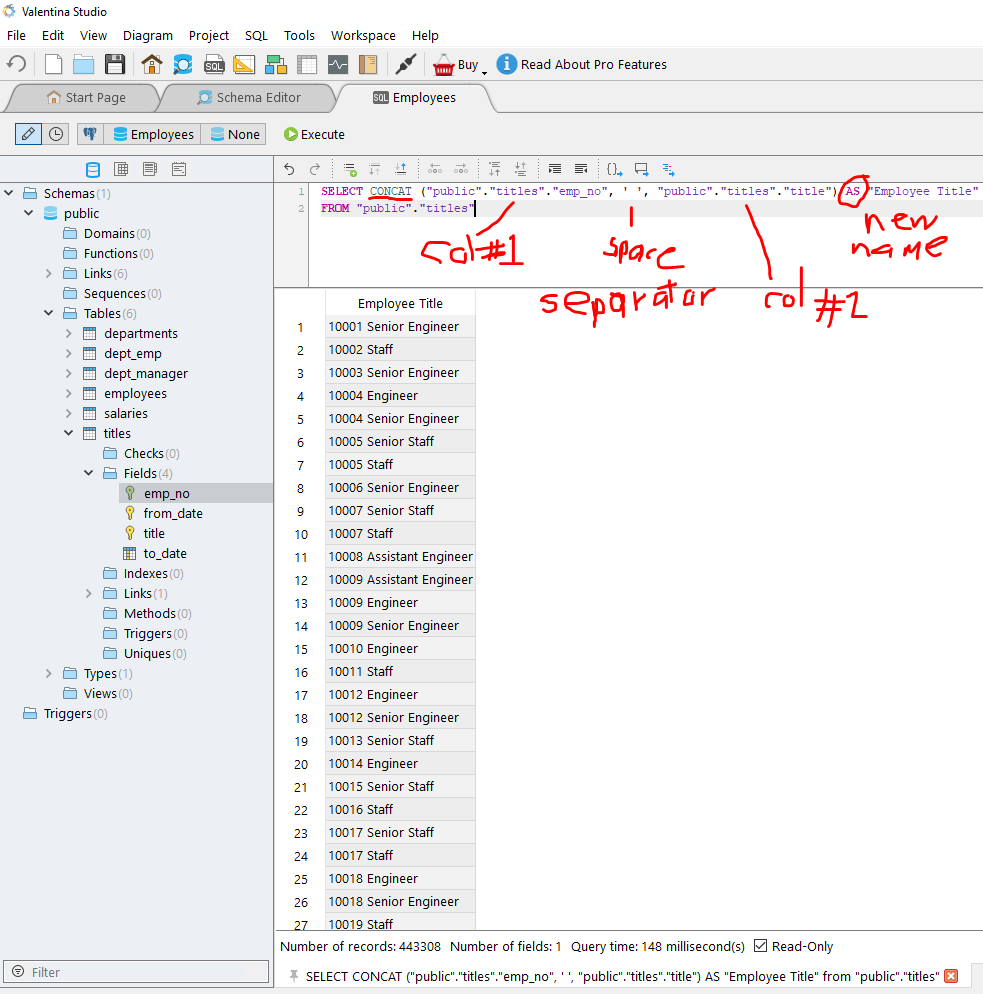 Valentina Studio
File Edit View Diagram Project SQL Tools Workspace Help
SQL Buy Read About Pro Features
Start Page Schema Editor SQL Employees
Employees None Execute
Schemas(1)
public
Domains(0)
Functions(0)
Links(6)
Sequences(0)
Tables(6)
departments
dept_emp
dept_manager
employees
salaries
titles
Checks(0)
Fields(4)
emp_no
from_date
title
to_date
Indexes(0)
Links(1)
Methods(0)
Triggers(0)
Uniques(0)
Types(1)
Views(0)
Triggers(0)
Filter
1 SELECT CONCAT ("public"."titles"."emp_no", ' ', "public"."titles"."title") AS "Employee Title"
2 FROM "public"."titles"
col#1
space
separator
col #2
new
name
Employee Title
1 10001 Senior Engineer
2 10002 Staff
3 10003 Senior Engineer
4 10004 Engineer
5 10004 Senior Engineer
6 10005 Senior Staff
7 10005 Staff
8 10006 Senior Engineer
9 10007 Senior Staff
10 10007 Staff
11 10008 Assistant Engineer
12 10009 Assistant Engineer
13 10009 Engineer
14 10009 Senior Engineer
15 10010 Engineer
16 10011 Staff
17 10012 Engineer
18 10012 Senior Engineer
19 10013 Senior Staff
20 10014 Engineer
21 10015 Senior Staff
22 10016 Staff
23 10017 Senior Staff
24 10017 Staff
25 10018 Engineer
26 10018 Senior Engineer
27 10019 Staff
Number of records: 443308 Number of fields: 1 Query time: 148 millisecond(s) Read-Only
SELECT CONCAT ("public"."titles"."emp_no", ' ', "public"."titles"."title") AS "Employee Title" from "public"."titles"